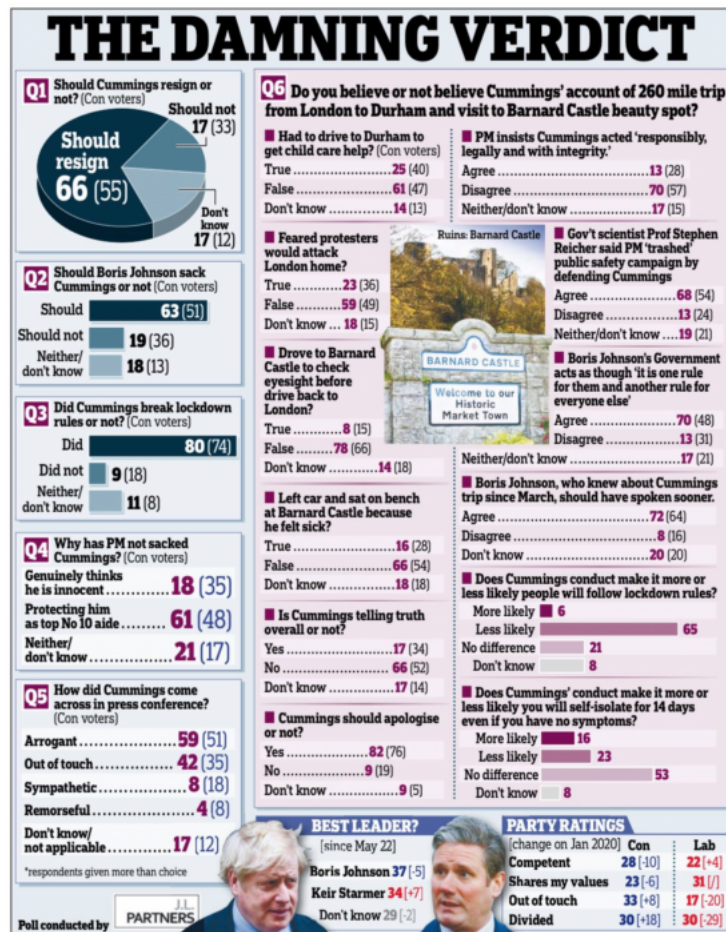 THE DAMNING VERDICT
Q1 Should Cummings resign or
not? (Con voters)
Should not
17 (33)
Should
resign
66 (55)
Don't
know
17 (12)
Q2 Should Boris Johnson sack
Cummings or not (Con voters)
Should 63 (51)
Should not 19 (36)
Neither/
don't know 18 (13)
Q3 Did Cummings break lockdown
rules or not? (Con voters)
Did 80 (74)
Did not 9 (18)
Neither/
don't know 11 (8)
Q4 Why has PM not sacked
Cummings? (Con voters)
Genuinely thinks
he is innocent ........ 18 (35)
Protecting him
as top No 10 aide ..... 61 (48)
Neither/
don't know ............ 21 (17)
Q5 How did Cummings come
across in press conference?
(Con voters)
Arrogant ............... 59 (51)
Out of touch ........... 42 (35)
Sympathetic ............ 8 (18)
Remorseful ............. 4 (8)
Don't know/
not applicable ......... 17 (12)
*respondents given more than choice
Poll conducted by
J.L.
PARTNERS
Q6 Do you believe or not believe Cummings' account of 260 mile trip
from London to Durham and visit to Barnard Castle beauty spot?
Had to drive to Durham to
get child care help? (Con voters)
True ................... 25 (40)
False .................. 61 (47)
Don't know ............. 14 (13)
Feared protesters
would attack
London home?
True ........ 23 (36)
False ....... 59 (49)
Don't know ... 18 (15)
Drove to Barnard
Castle to check
eyesight before
drive back to
London?
True ........ 8 (15)
False ....... 78 (66)
Don't know ............. 14 (18)
Left car and sat on bench
at Barnard Castle because
he felt sick?
True ................... 16 (28)
False .................. 66 (54)
Don't know ............. 18 (18)
Is Cummings telling truth
overall or not?
Yes .................... 17 (34)
No ..................... 66 (52)
Don't know ............. 17 (14)
Cummings should apologise
or not?
Yes .................... 82 (76)
No ..................... 9 (19)
Don't know ............. 9 (5)
PM insists Cummings acted 'responsibly,
legally and with integrity.'
Agree .................. 13 (28)
Disagree ............... 70 (57)
Neither/don't know ..... 17 (15)
Ruins: Barnard Castle
BARNARD CASTLE
Welcome to our
Historic
Market Town
Gov't scientist Prof Stephen
Reicher said PM 'trashed'
public safety campaign by
defending Cummings
Agree .................. 68 (54)
Disagree ............... 13 (24)
Neither/don't know .... 19 (21)
Boris Johnson's Government
acts as though 'it is one rule
for them and another rule for
everyone else'
Agree .................. 70 (48)
Disagree ............... 13 (31)
Neither/don't know ..... 17 (21)
Boris Johnson, who knew about Cummings
trip since March, should have spoken sooner.
Agree .................. 72 (64)
Disagree ............... 8 (16)
Don't know ............. 20 (20)
Does Cummings conduct make it more or
less likely people will follow lockdown rules?
More likely 6
Less likely 65
No difference 21
Don't know 8
Does Cummings' conduct make it more or
less likely you will self-isolate for 14 days
even if you have no symptoms?
More likely 16
Less likely 23
No difference 53
Don't know 8
BEST LEADER?
[since May 22]
Boris Johnson 37 [-5]
Keir Starmer 34 [+7]
Don't know 29 [-2]
PARTY RATINGS
[change on Jan 2020] Con Lab
Competent 28 [-10] 22 [+4]
Shares my values 23 [-6] 31 [/]
Out of touch 33 [+8] 17 [-20]
Divided 30 [+18] 30 [-29]